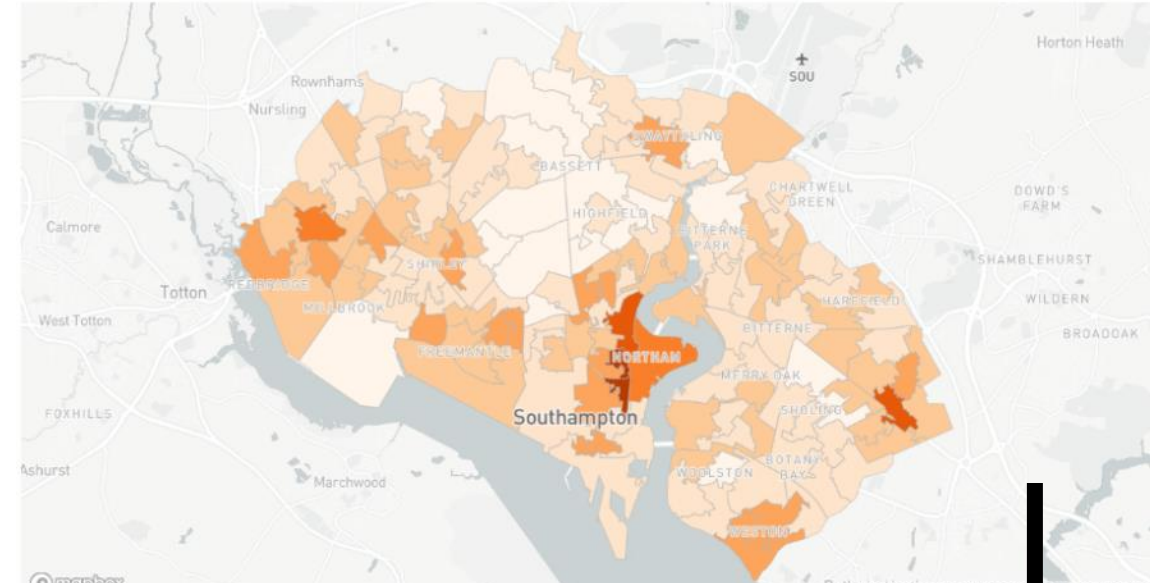 Horton Heath
SOU
Rownhams
Nursling
SWAYTHLING
BASSETT
CHARTWELL
GREEN
DOWD'S
FARM
HIGHFIELD
Calmore
BITTERNE
PARK
SHIRLEY
SHAMBLEHURST
REDBRIDGE
Totton
MILLBROOK
HAREFIELD
WILDERN
West Totton
BITTERNE
BROADOAK
FREEMANTLE
NORTHAM
MERRY OAK
FOXHILLS
Southampton
SHOLING
Ashurst
BOTANY
BAY
WOOLSTON
Marchwood
WESTON
mapbox